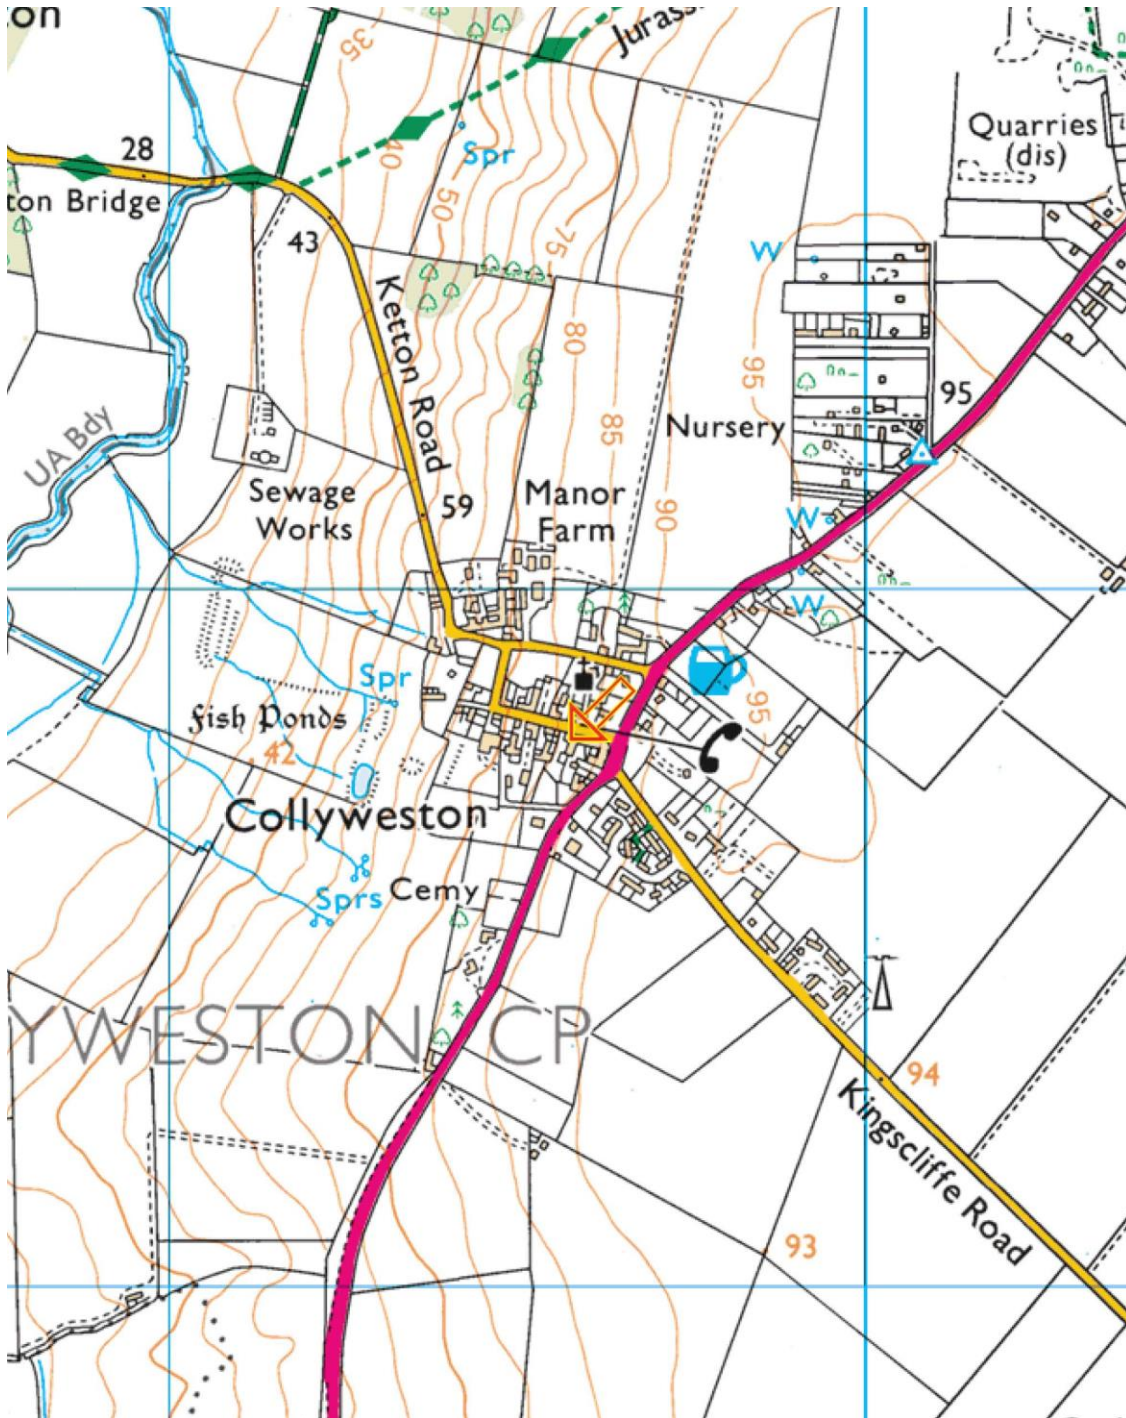 on
Jurass
35
28
Spr
40
Quarries
(dis)
ton Bridge
50
43
75
W
Ketton Road
80
95
95
85
Nursery
UA Bdy
Sewage
Works
59
Manor
Farm
90
W
W
Spr
Fish Ponds
42
95
Collyweston
Sprs
Cemy
YWESTON CP
94
Kingscliffe Road
93